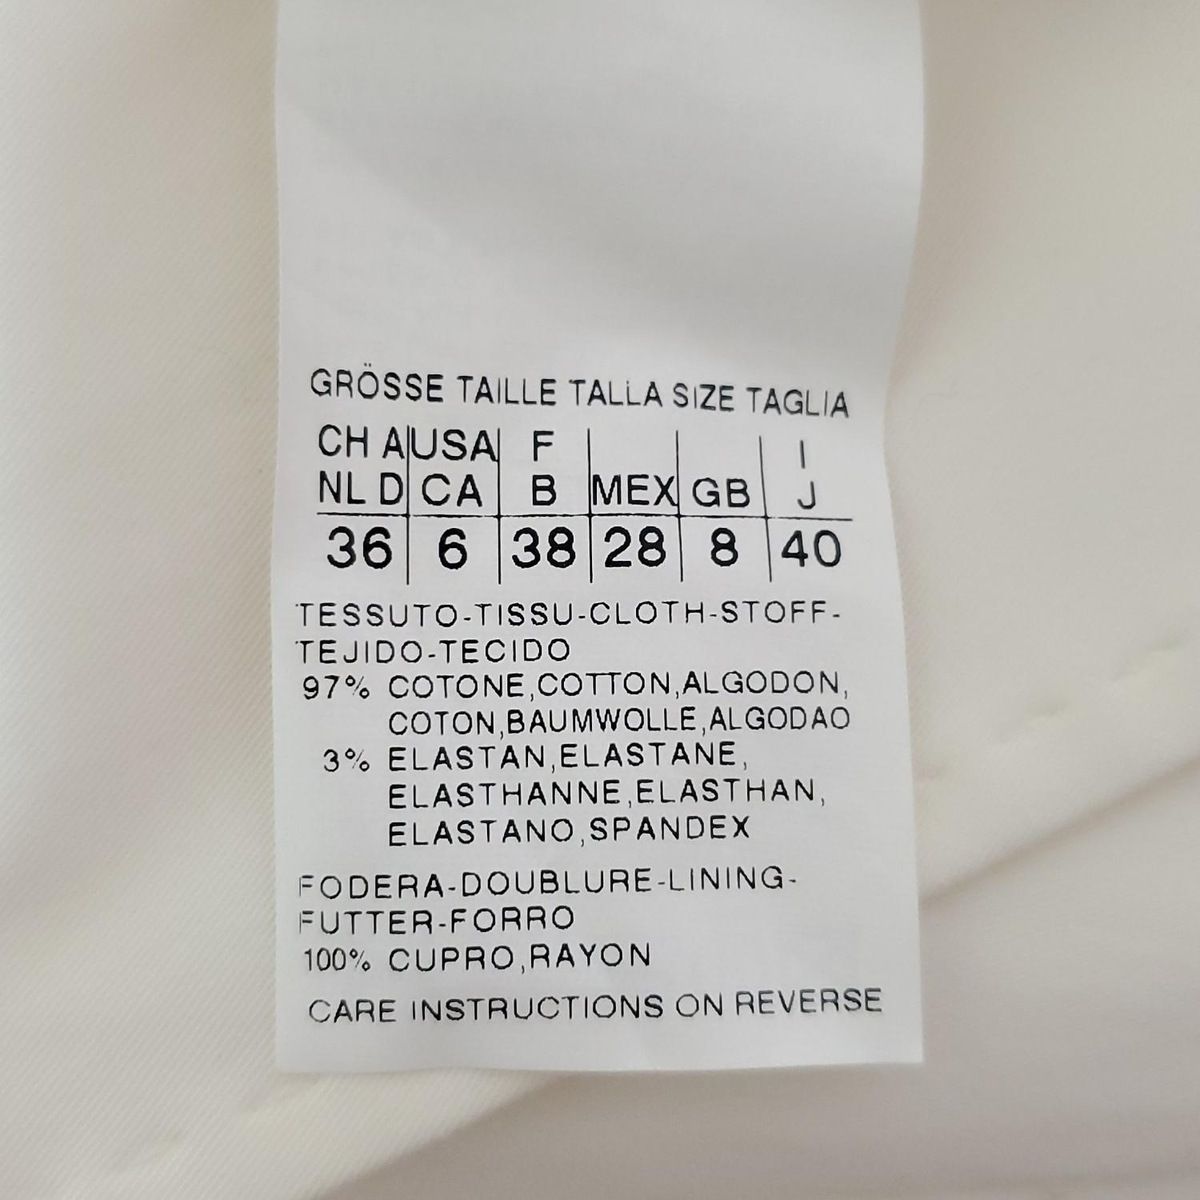 GRÖSSE TAILLE TALLA SIZE TAGLIA
CH A USA F I
NL D CA B MEX GB J
36 6 38 28 8 40
TESSUTO-TISSU-CLOTH-STOFF-
TEJIDO-TECIDO
97% COTONE,COTTON,ALGODON,
COTON,BAUMWOLLE,ALGODAO
3% ELASTAN,ELASTANE,
ELASTHANNE,ELASTHAN,
ELASTANO,SPANDEX
FODERA-DOUBLURE-LINING-
FUTTER-FORRO
100% CUPRO,RAYON
CARE INSTRUCTIONS ON REVERSE